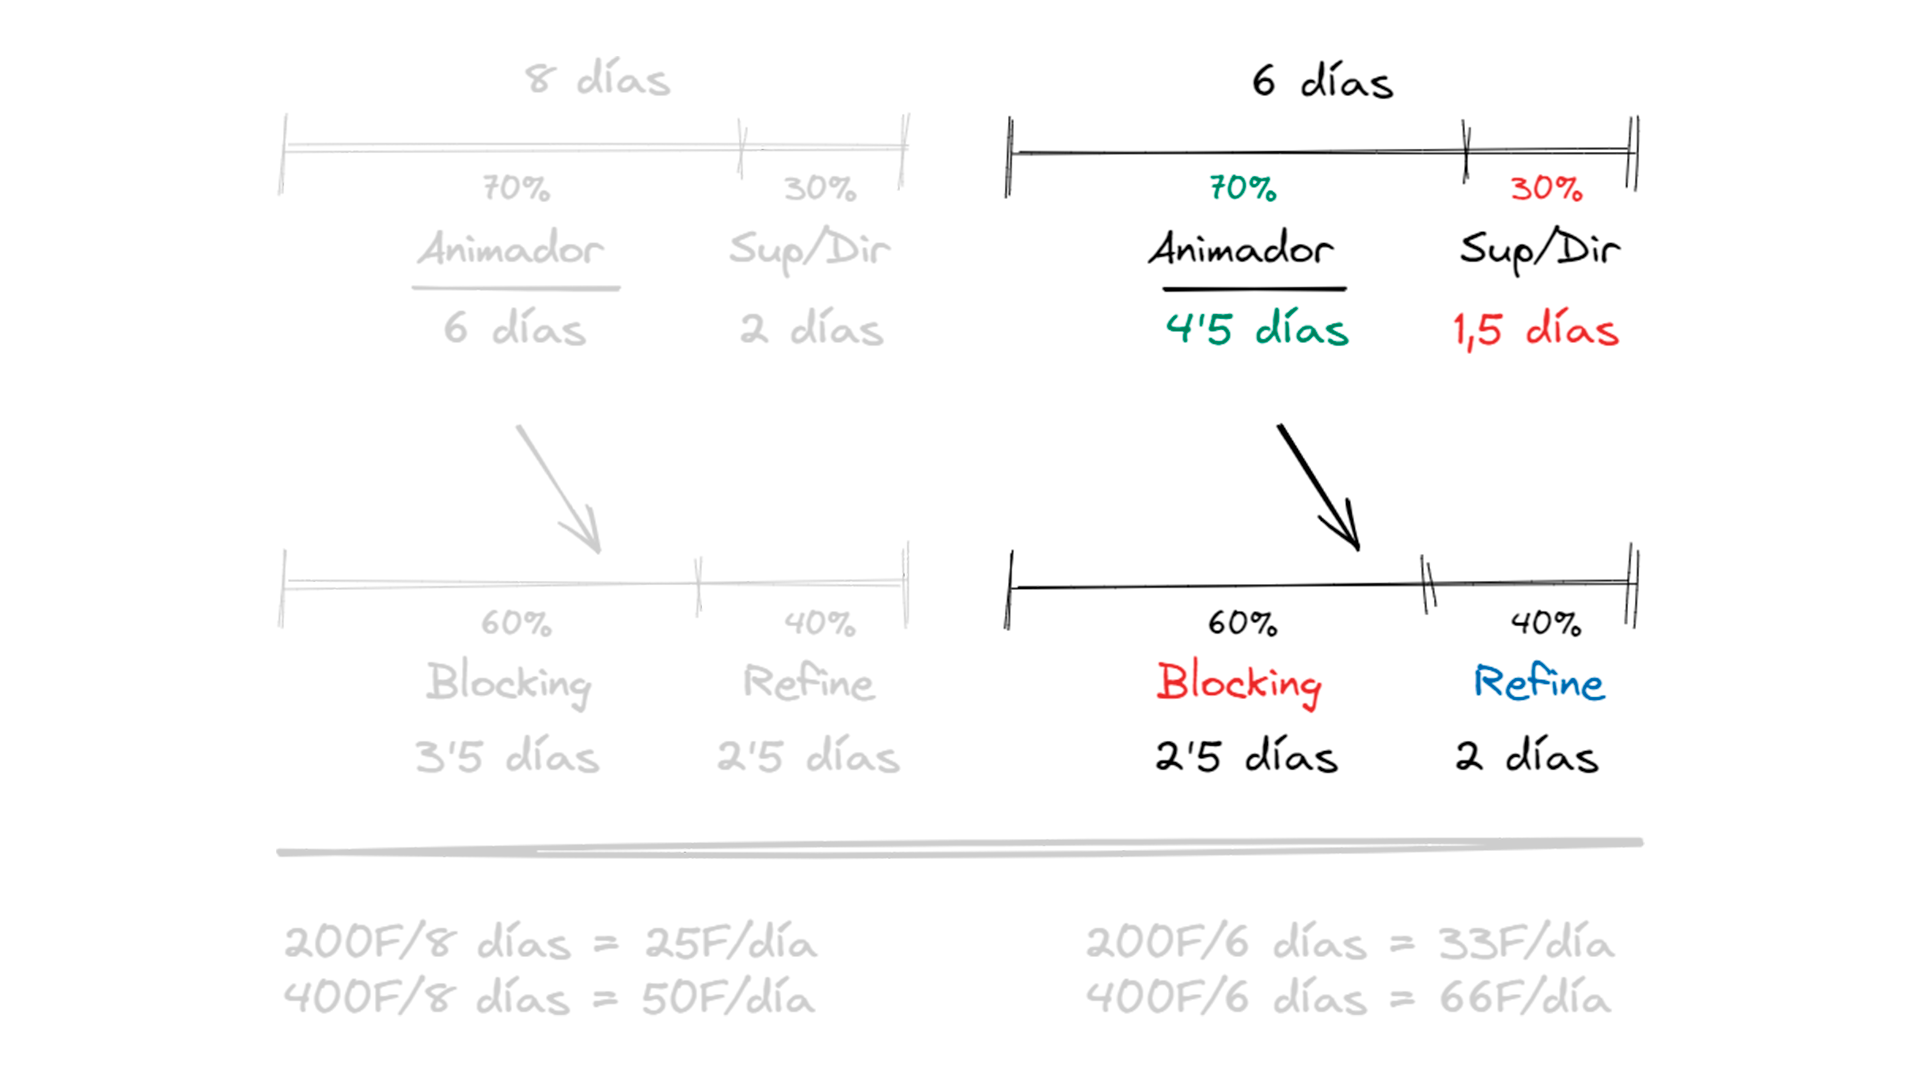 8 días
70% 30%
Animador Sup/Dir
6 días 2 días
60% 40%
Blocking Refine
3'5 días 2'5 días
6 días
70% 30%
Animador Sup/Dir
4'5 días 1,5 días
60% 40%
Blocking Refine
2'5 días 2 días
200F/8 días = 25F/día
400F/8 días = 50F/día
200F/6 días = 33F/día
400F/6 días = 66F/día